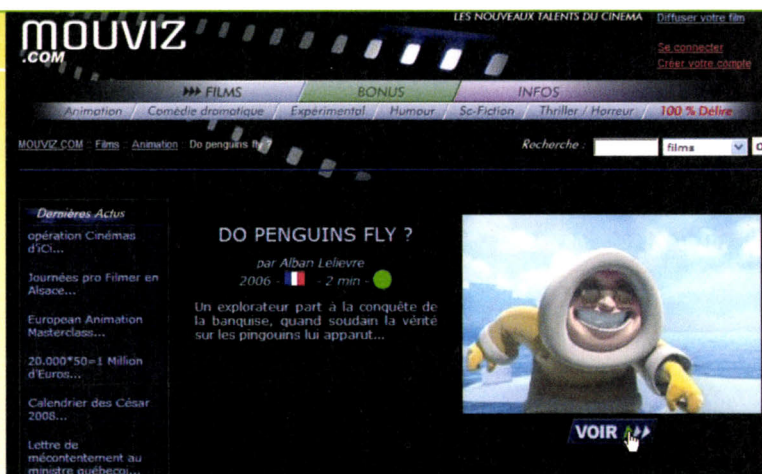 LES NOUVEAUX TALENTS DU CINEMA
Diffuser votre film
MOUVIZ
.COM
Se connecter
Créer votre compte
FILMS
BONUS
INFOS
Animation / Comédie dramatique / Expérimental / Humour / Sc-Fiction / Thriller / Horreur / 100 % Délire
MOUVIZ.COM :: Films :: Animation Do penguins fly ?
Recherche :
films
Dernières Actus
opération Cinémas
d'iCi...
Journées pro Filmer en
Alsace...
European Animation
Masterclass...
20.000*50=1 Million
d'Euros...
Calendrier des César
2008...
Lettre de
mécontentement au
ministre québecoi...
DO PENGUINS FLY ?
par Alban Lelievre
2006 - - 2 min -
Un explorateur part à la conquête de
la banquise, quand soudain la vérité
sur les pingouins lui apparut...
VOIR